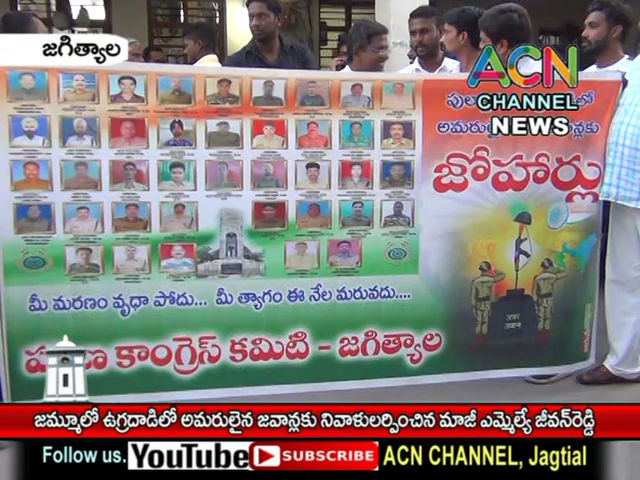 జగిత్యాల
ACN
CHANNEL
NEWS
జోహార్లు
మీ మరణం వృధా పోదు... మీ త్యాగం ఈ నేల మరువదు....
కాంగ్రెస్ కమిటి - జగిత్యాల
జమ్మూలో ఉగ్రదాడిలో అమరులైన జవాన్లకు నివాళులర్పించిన మాజీ ఎమ్మెల్యే జీవన్‌రెడ్డి
Follow us. YouTube SUBSCRIBE ACN CHANNEL, Jagtial